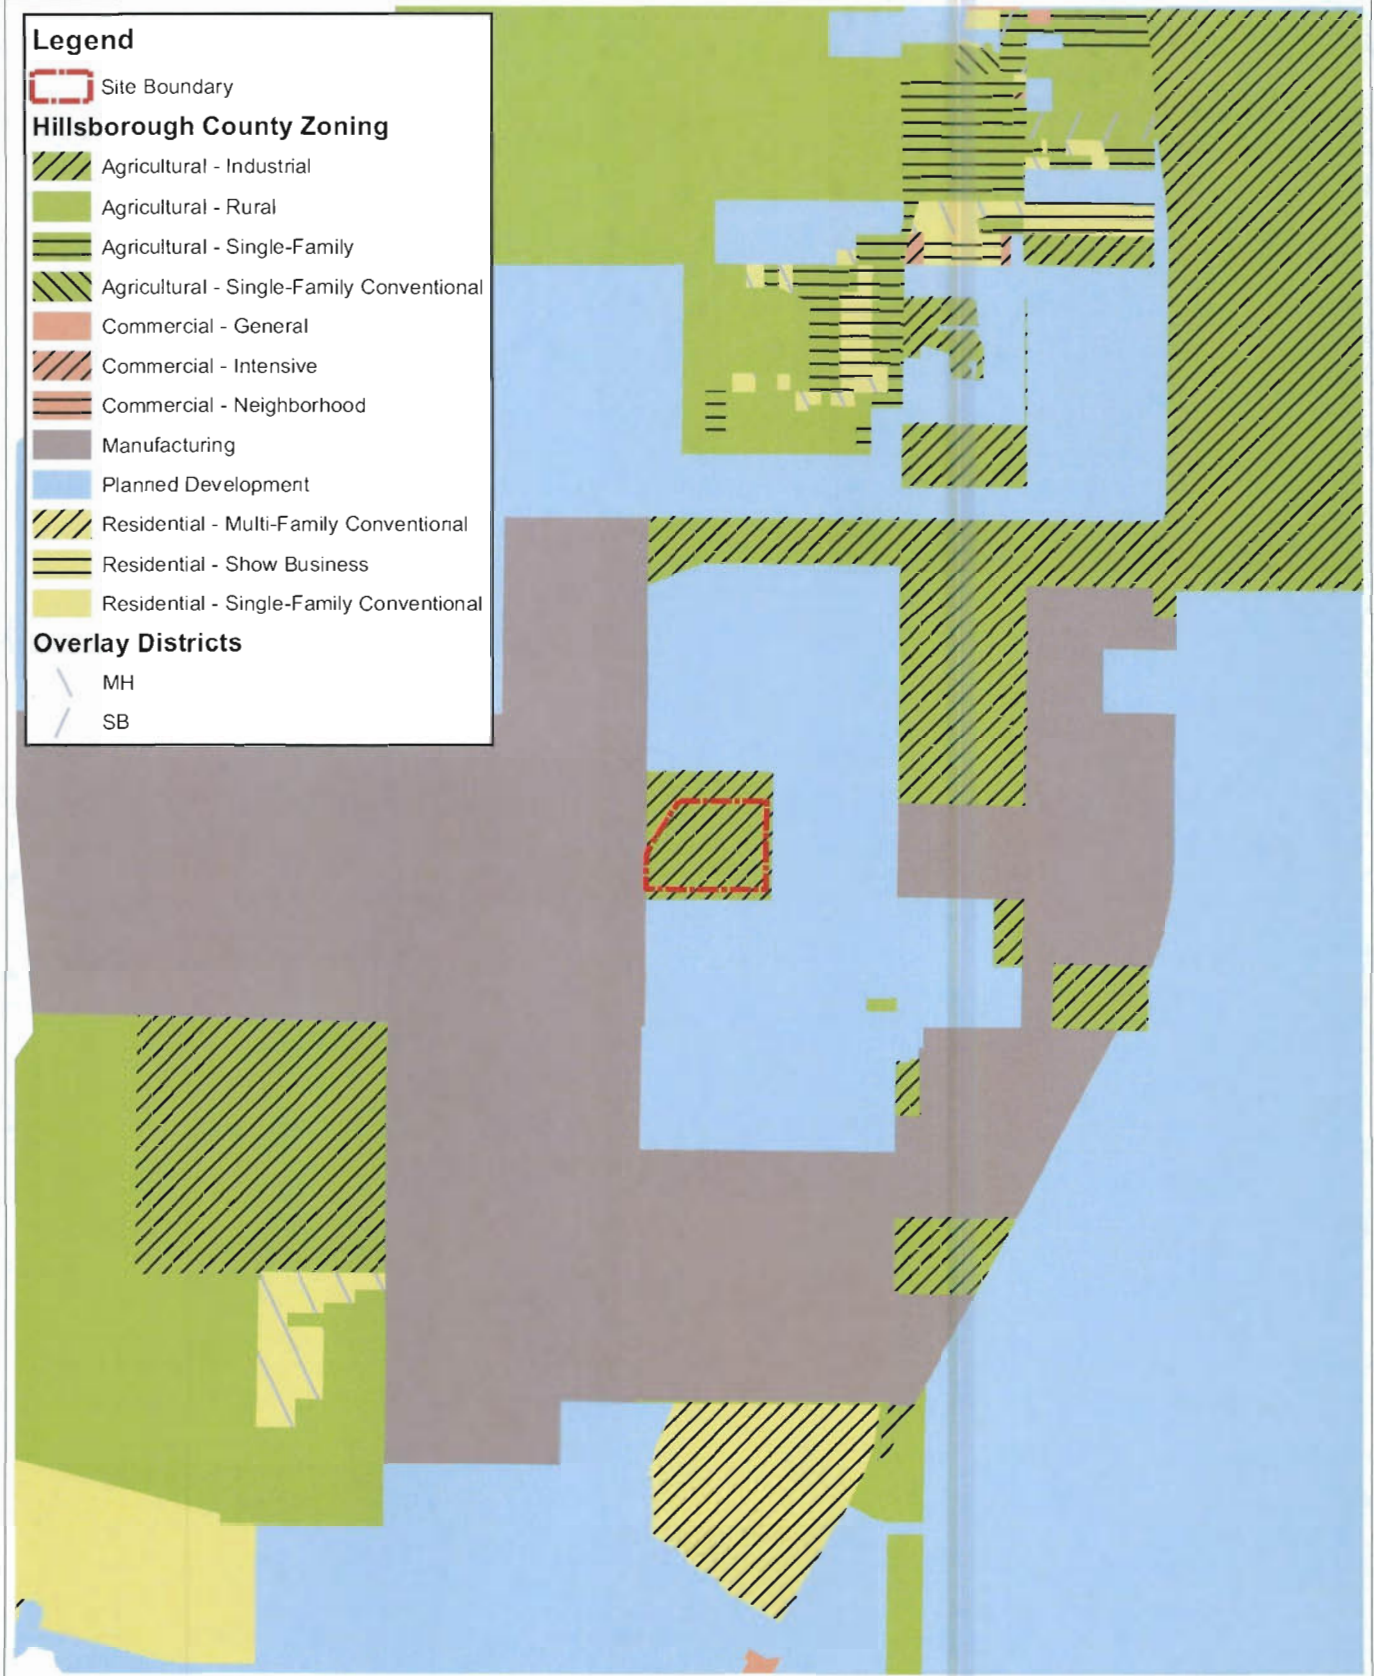 Legend
Site Boundary
Hillsborough County Zoning
Agricultural - Industrial
Agricultural - Rural
Agricultural - Single-Family
Agricultural - Single-Family Conventional
Commercial - General
Commercial - Intensive
Commercial - Neighborhood
Manufacturing
Planned Development
Residential - Multi-Family Conventional
Residential - Show Business
Residential - Single-Family Conventional
Overlay Districts
MH
SB